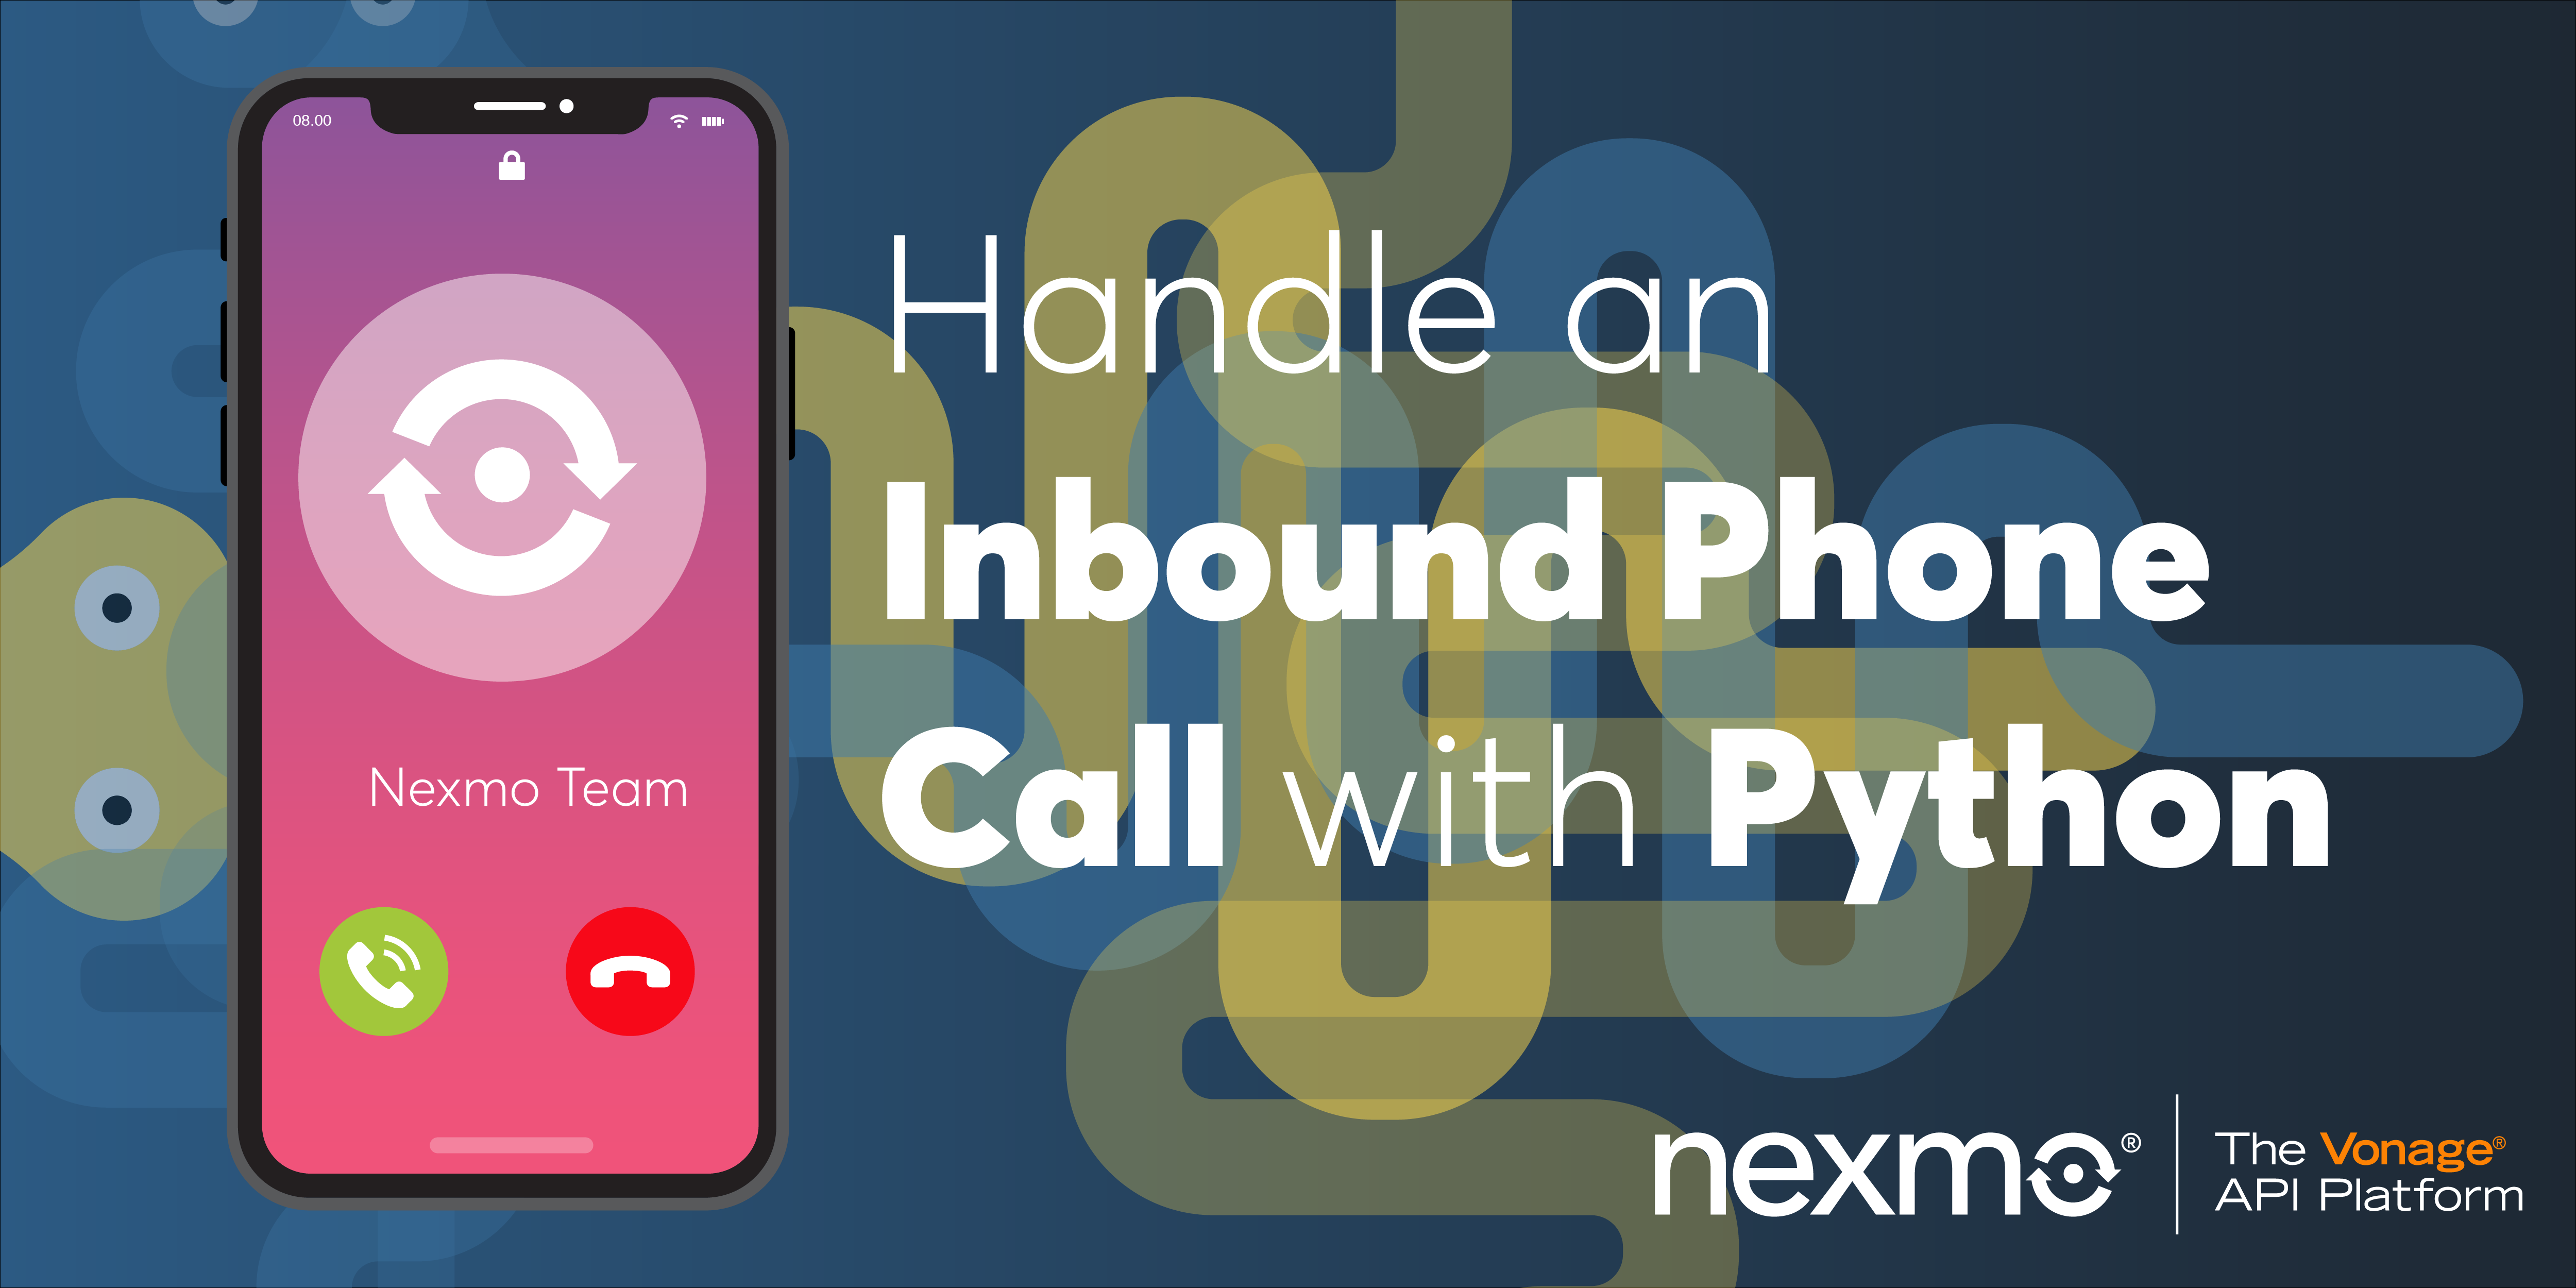 08.00
Nexmo Team
Handle an
Inbound Phone
Call with Python
nexmo®
The Vonage®
API Platform